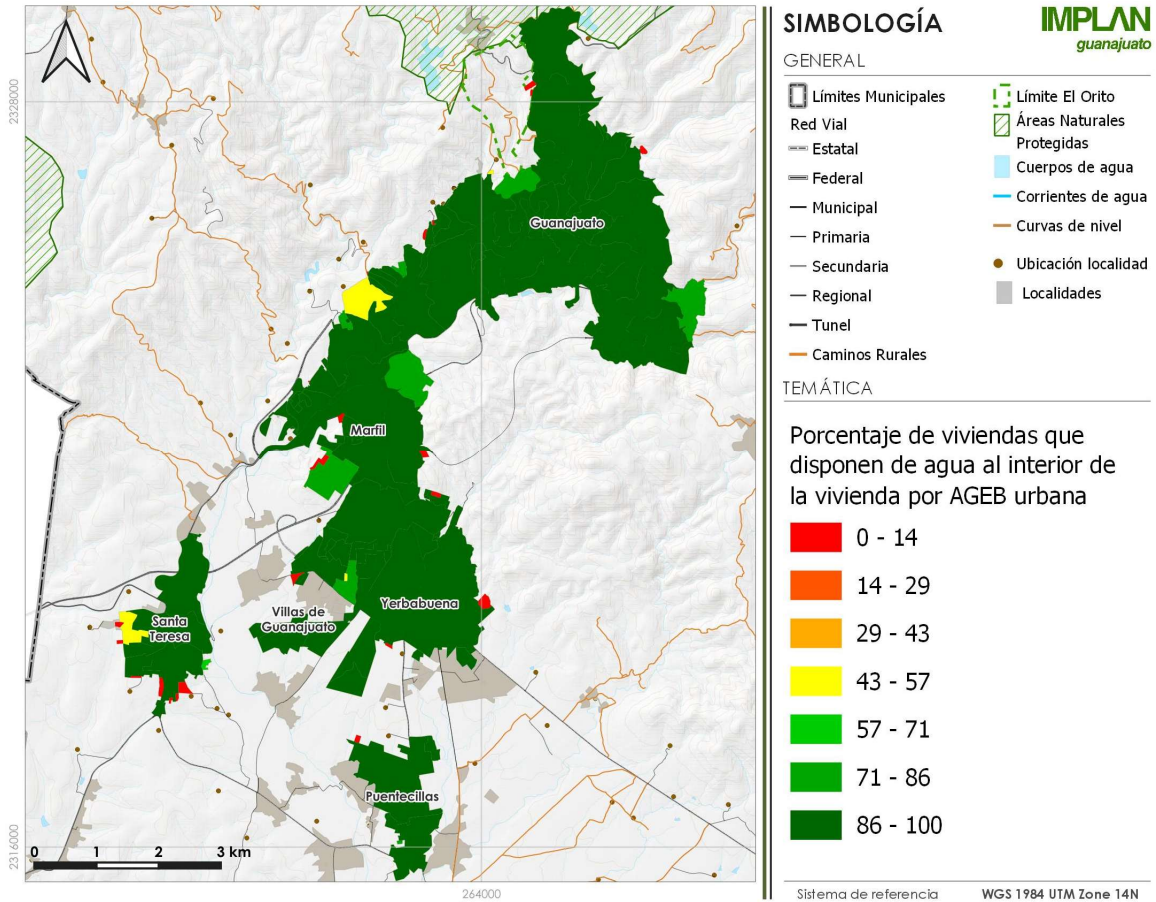 2328000
2316000
264000
Guanajuato
Marfil
Santa
Teresa
Villas de
Guanajuato
Yerbabuena
Puentecillas
0 1 2 3 km
SIMBOLOGÍA
IMPLAN
guanajuato
GENERAL
Límites Municipales
Red Vial
Estatal
Federal
Municipal
Primaria
Secundaria
Regional
Tunel
Caminos Rurales
Límite El Orito
Áreas Naturales
Protegidas
Cuerpos de agua
Corrientes de agua
Curvas de nivel
Ubicación localidad
Localidades
TEMÁTICA
Porcentaje de viviendas que
disponen de agua al interior de
la vivienda por AGEB urbana
0 - 14
14 - 29
29 - 43
43 - 57
57 - 71
71 - 86
86 - 100
Sistema de referencia WGS 1984 UTM Zone 14N